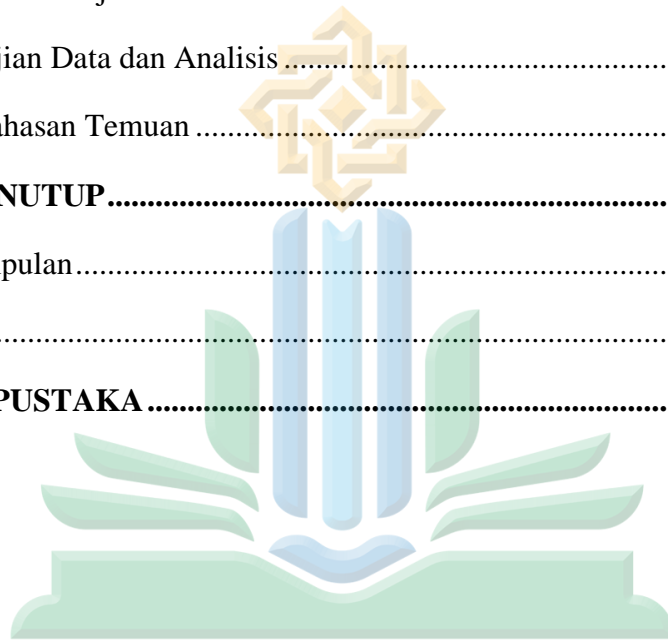 jian Data dan Analisis ................................................
ahasan Temuan ...........................................................
NUTUP......................................................................
pulan..........................................................................
....................................................................................
PUSTAKA .................................................................